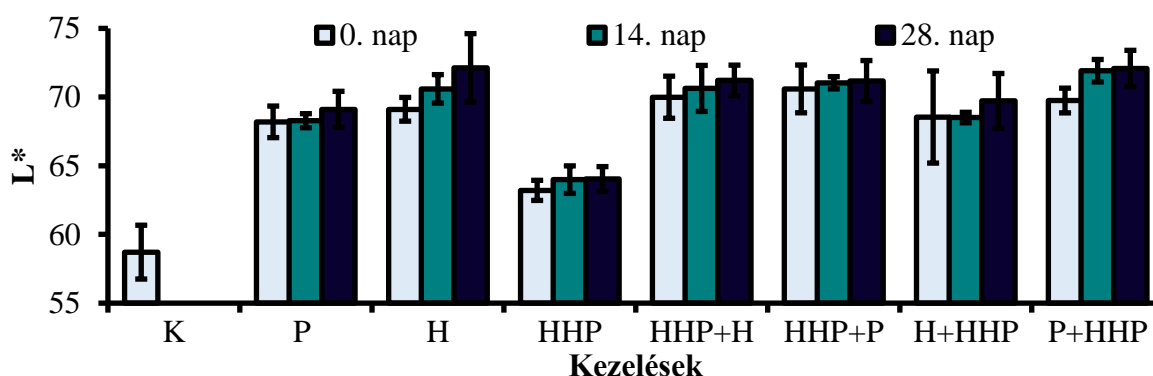 75
70
65
60
55
L*
0. nap 14. nap 28. nap
K P H HHP HHP+H HHP+P H+HHP P+HHP
Kezelések